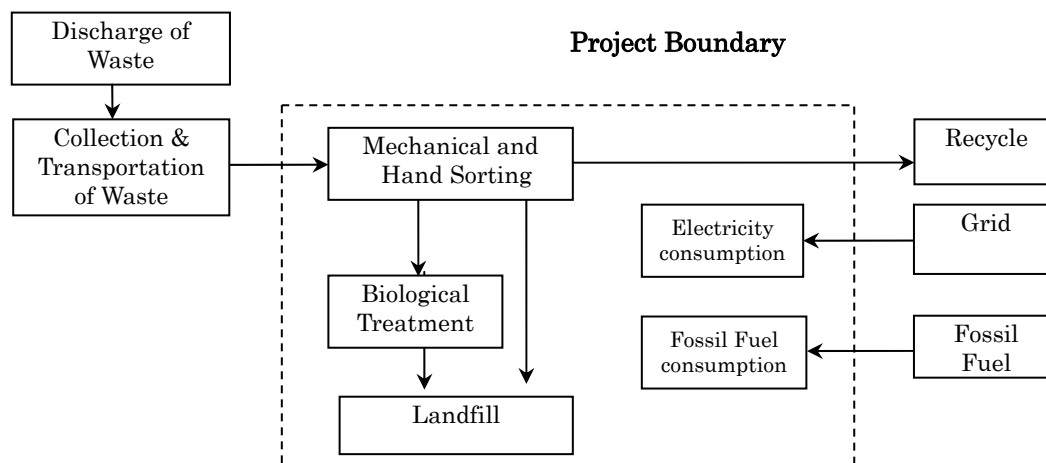 Discharge of
Waste
Project Boundary
Collection &
Transportation
of Waste
Mechanical and
Hand Sorting
Recycle
Electricity
consumption
Grid
Biological
Treatment
Fossil Fuel
consumption
Fossil
Fuel
Landfill